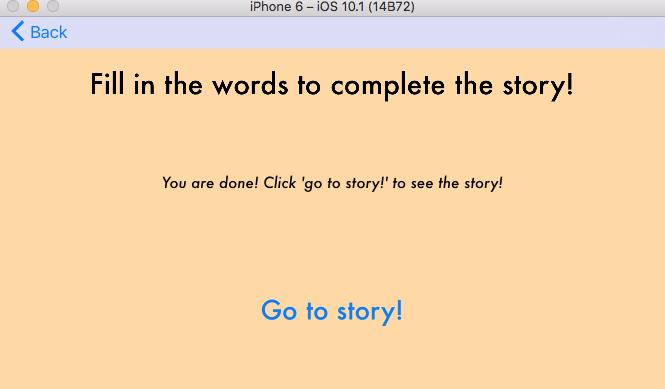 iPhone 6 – iOS 10.1 (14B72)
Back
Fill in the words to complete the story!
You are done! Click 'go to story!' to see the story!
Go to story!